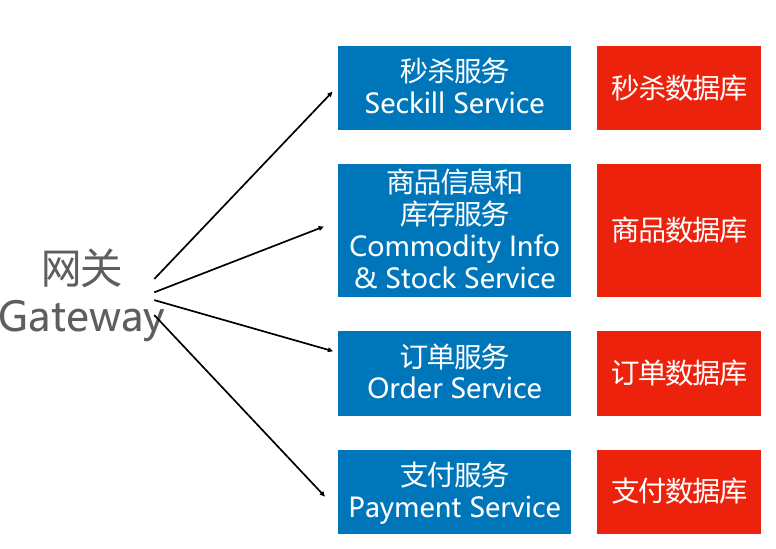 网关
Gateway
秒杀服务
Seckill Service
秒杀数据库
商品信息和
库存服务
Commodity Info
& Stock Service
商品数据库
订单服务
Order Service
订单数据库
支付服务
Payment Service
支付数据库